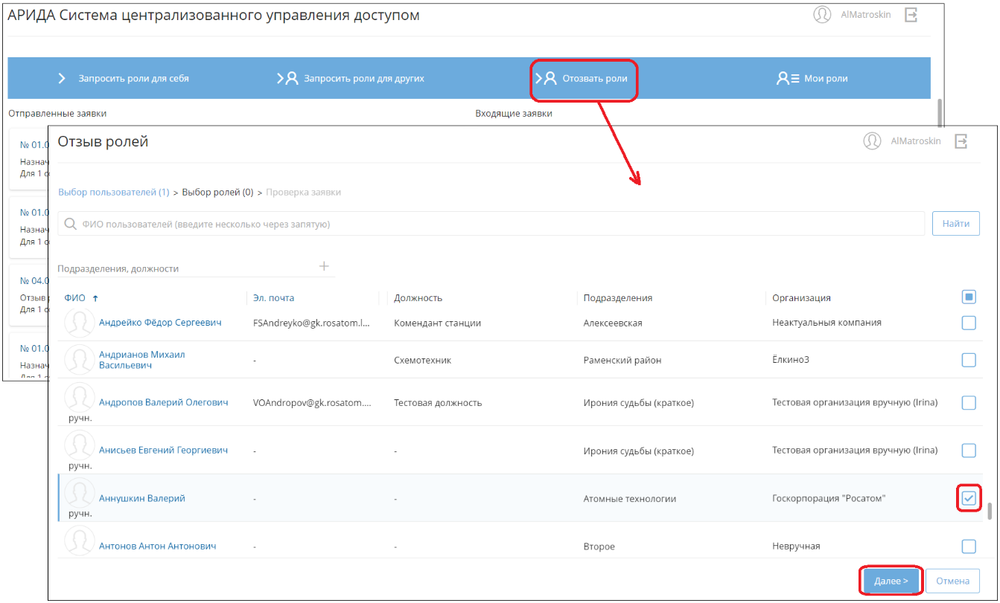 АРИДА Система централизованного управления доступом
AlMatroskin
Запросить роли для себя
Запросить роли для других
Отозвать роли
Мои роли
Отправленные заявки
Входящие заявки
№ 01.0
Назнач
Для 1 с
№ 01.0
Назнач
Для 1 с
№ 04.0
Отзыв
Для 1 с
№ 01.0
Назнач
Отзыв ролей
AlMatroskin
Выбор пользователей (1) > Выбор ролей (0) > Проверка заявки
ФИО пользователей (введите несколько через запятую)
Найти
Подразделения, должности +
ФИО ↑ Эл. почта Должность Подразделения Организация
Андрейко Фёдор Сергеевич FSAndreyko@gk.rosatom.l... Комендант станции Алексеевская Неактуальныя компания
Андрианов Михаил
Васильевич - Схемотехник Раменский район Ёлкино3
Андропов Валерий Олегович VOAndropov@gk.rosatom.... Тестовая должность Ирония судьбы (краткое) Тестовая организация вручную (Irina)
ручн.
Анисьев Евгений Георгиевич - - Ирония судьбы (краткое) Тестовая организация вручную (Irina)
ручн.
Аннушкин Валерий - - Атомные технологии Госкорпорация "Росатом"
ручн.
Антонов Антон Антонович - - Второе Невручная
Далее >
Отмена